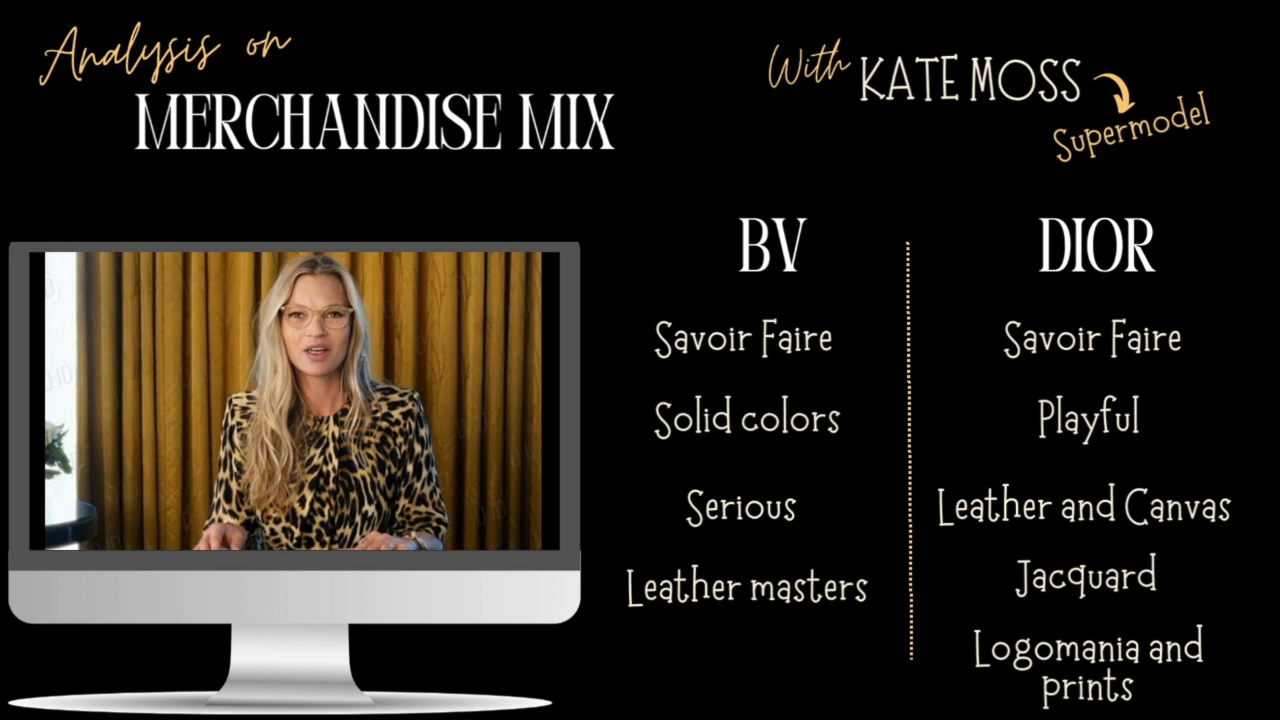 Analysis on
MERCHANDISE MIX
With KATE MOSS
Supermodel
BV
Savoir Faire
Solid colors
Serious
Leather masters
DIOR
Savoir Faire
Playful
Leather and Canvas
Jacquard
Logomania and
prints